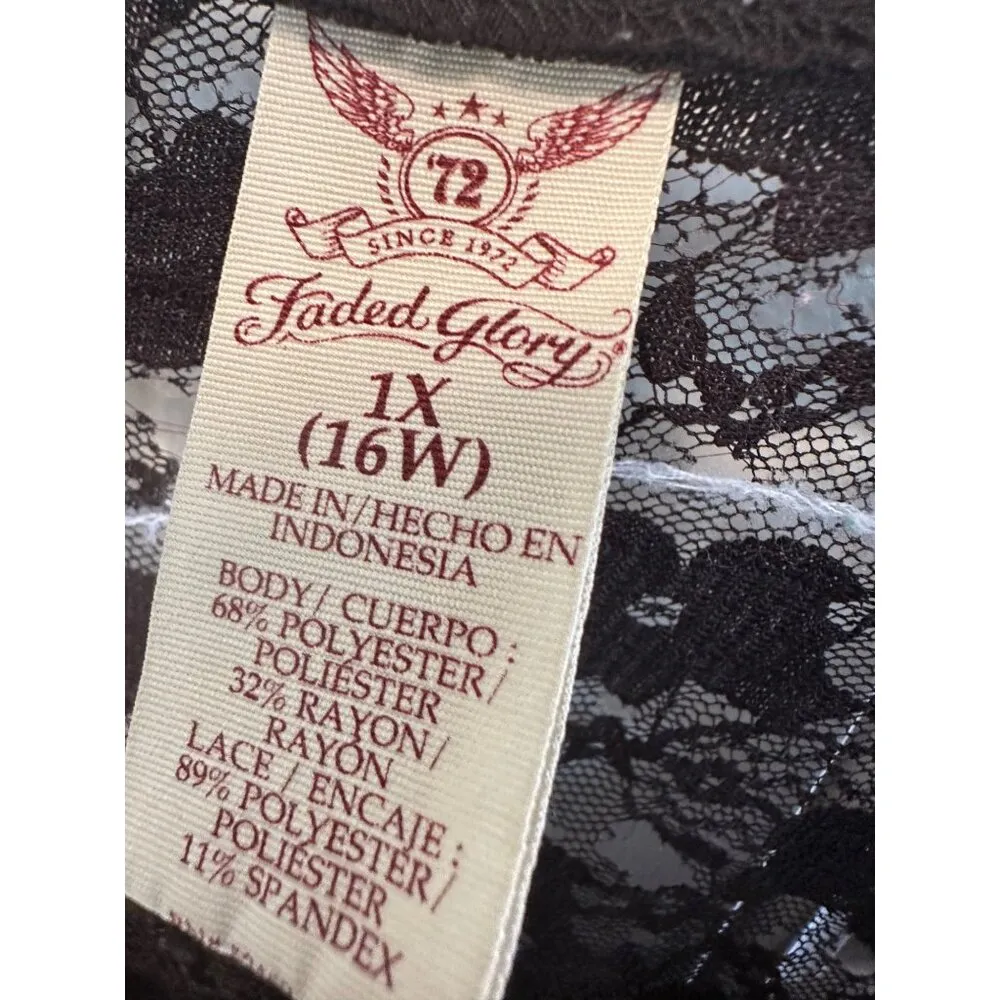 '72
SINCE 1972
Faded Glory®
1X
(16W)
MADE IN/HECHO EN
INDONESIA
BODY/ CUERPO :
68% POLYESTER/
POLIÉSTER
32% RAYON/
RAYÓN
LACE / ENCAJE :
89% POLYESTER/
POLIÉSTER
11% SPANDEX